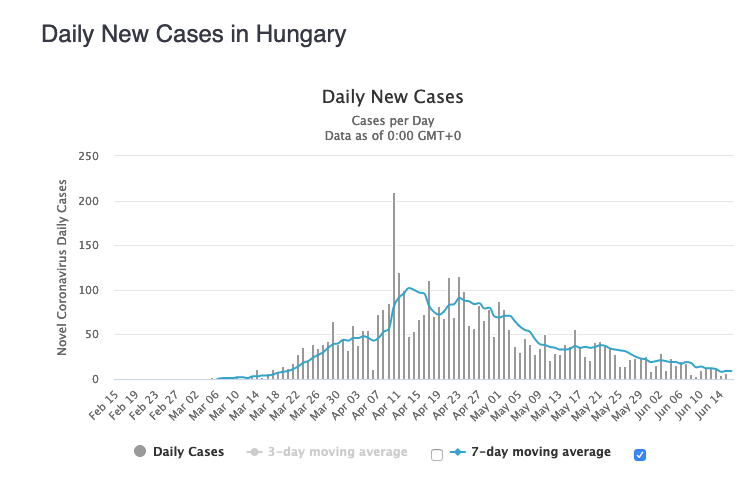 Daily New Cases in Hungary
Daily New Cases
Cases per Day
Data as of 0:00 GMT+0
Novel Coronavirus Daily Cases
250
200
150
100
50
0
Feb 15
Feb 19
Feb 23
Feb 27
Mar 02
Mar 06
Mar 10
Mar 14
Mar 18
Mar 22
Mar 26
Mar 30
Apr 03
Apr 07
Apr 11
Apr 15
Apr 19
Apr 23
Apr 27
May 01
May 05
May 09
May 13
May 17
May 21
May 25
May 29
Jun 02
Jun 06
Jun 10
Jun 14
Daily Cases
3-day moving average
7-day moving average